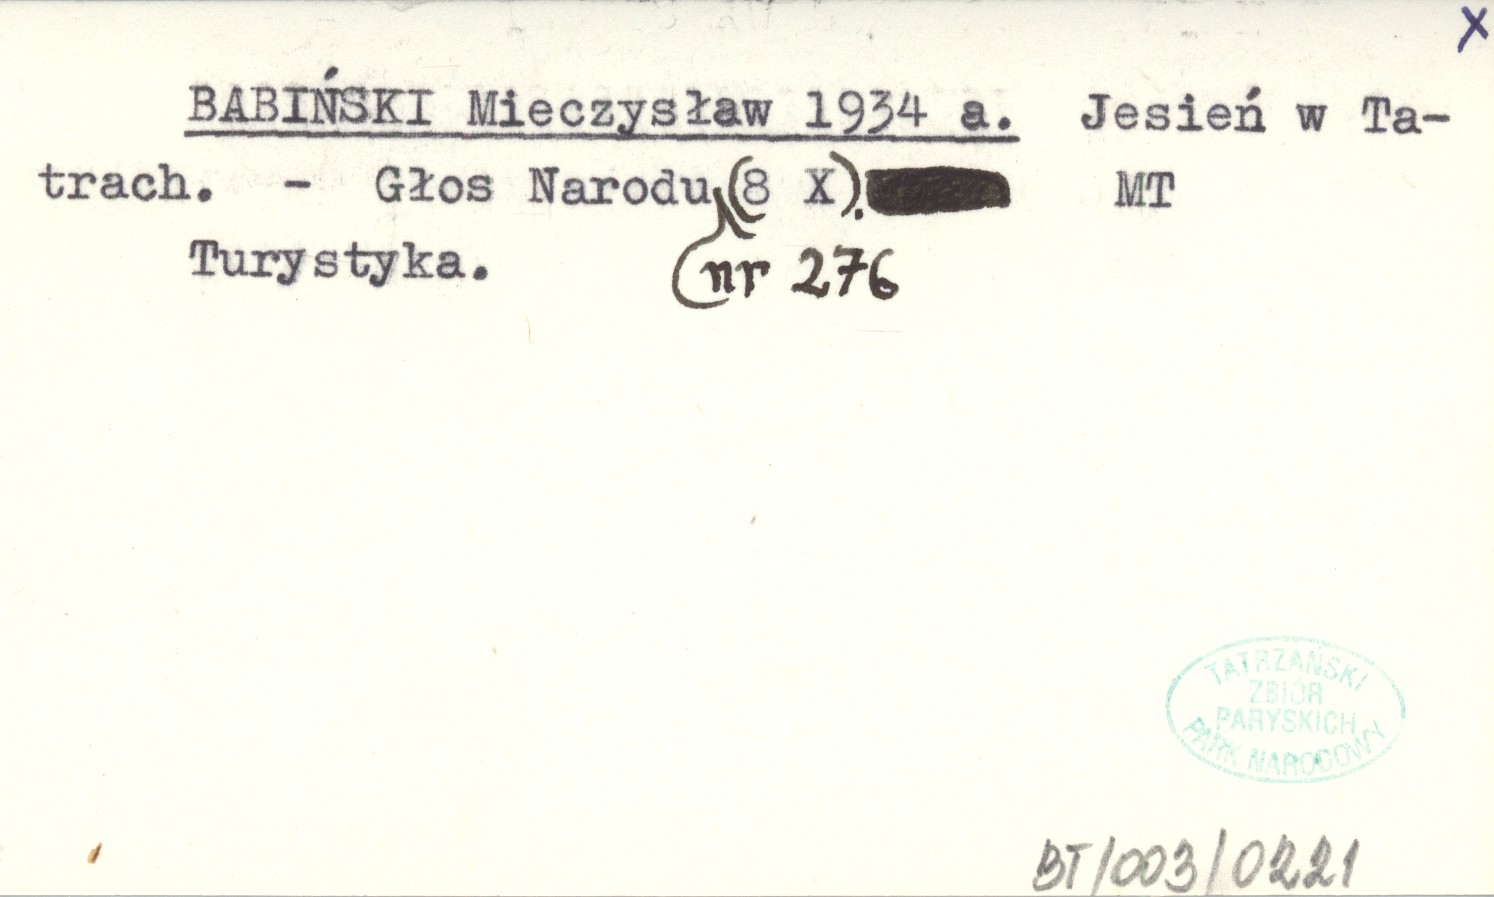 X
BABIŃSKI Mieczysław 1934 a. Jesień w Ta-
trach. - Głos Narodu (8 X). MT
nr 276
Turystyka.
TATRZAŃSKI
ZBIÓR
PARYSKICH
PARK NARODOWY
BT/003/0221